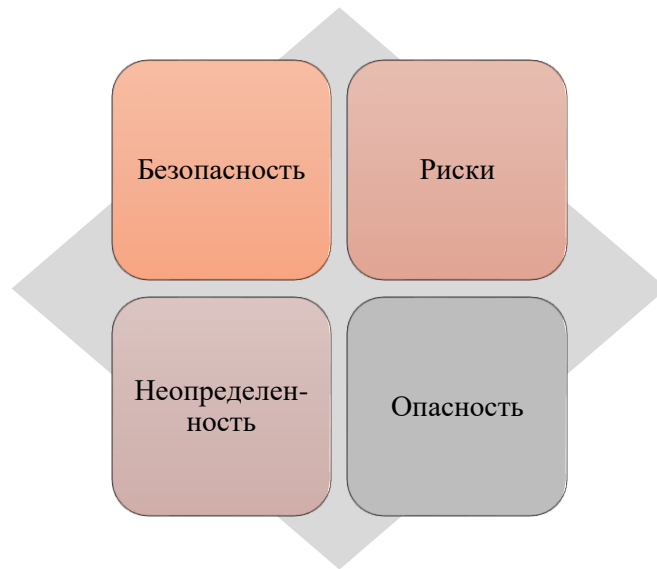 Безопасность
Риски
Неопределен-
ность
Опасность